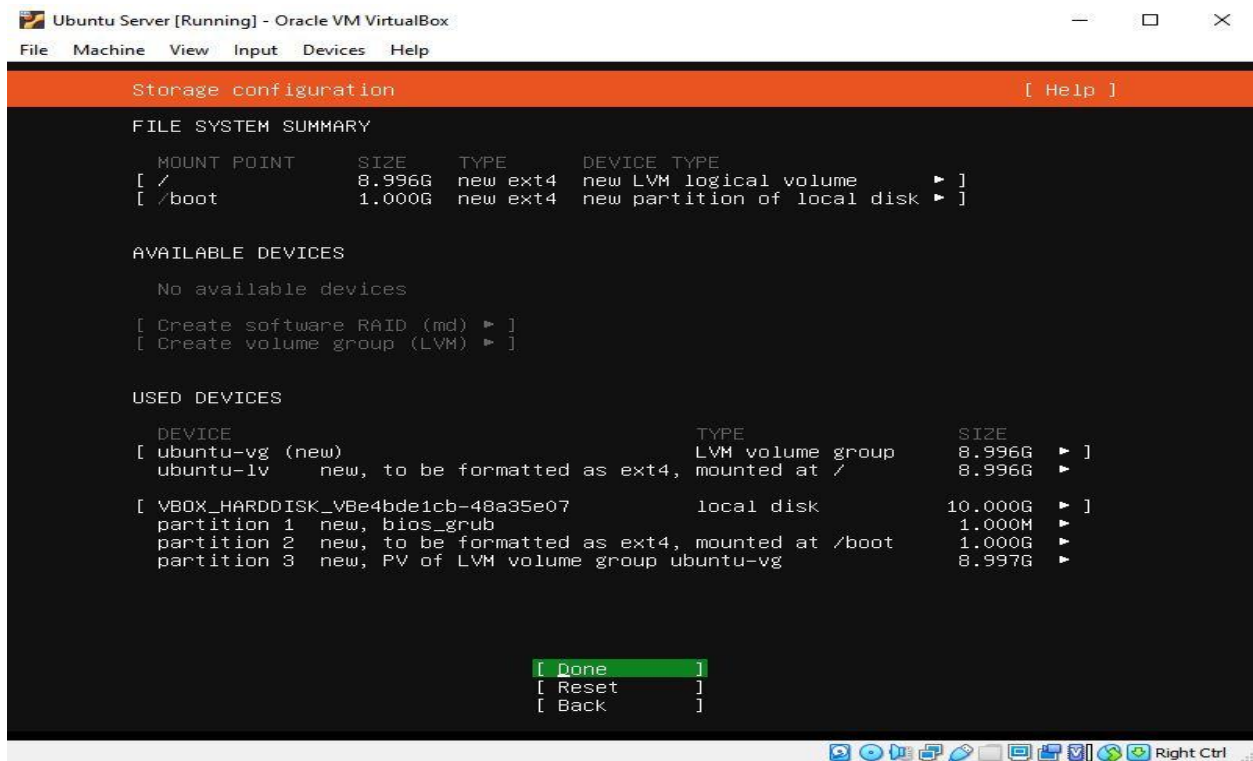 Ubuntu Server [Running] - Oracle VM VirtualBox
File Machine View Input Devices Help
Storage configuration [ Help ]
FILE SYSTEM SUMMARY
MOUNT POINT SIZE TYPE DEVICE TYPE
[ / 8.996G new ext4 new LVM logical volume ► ]
[ /boot 1.000G new ext4 new partition of local disk ► ]
AVAILABLE DEVICES
No available devices
[ Create software RAID (md) ► ]
[ Create volume group (LVM) ► ]
USED DEVICES
DEVICE TYPE SIZE
[ ubuntu-vg (new) LVM volume group 8.996G ► ]
ubuntu-lv new, to be formatted as ext4, mounted at / 8.996G ►
[ VBOX_HARDDISK_VBe4bde1cb-48a35e07 local disk 10.000G ► ]
partition 1 new, bios_grub 1.000M ►
partition 2 new, to be formatted as ext4, mounted at /boot 1.000G ►
partition 3 new, PV of LVM volume group ubuntu-vg 8.997G ►
[ Done ]
[ Reset ]
[ Back ]
Right Ctrl